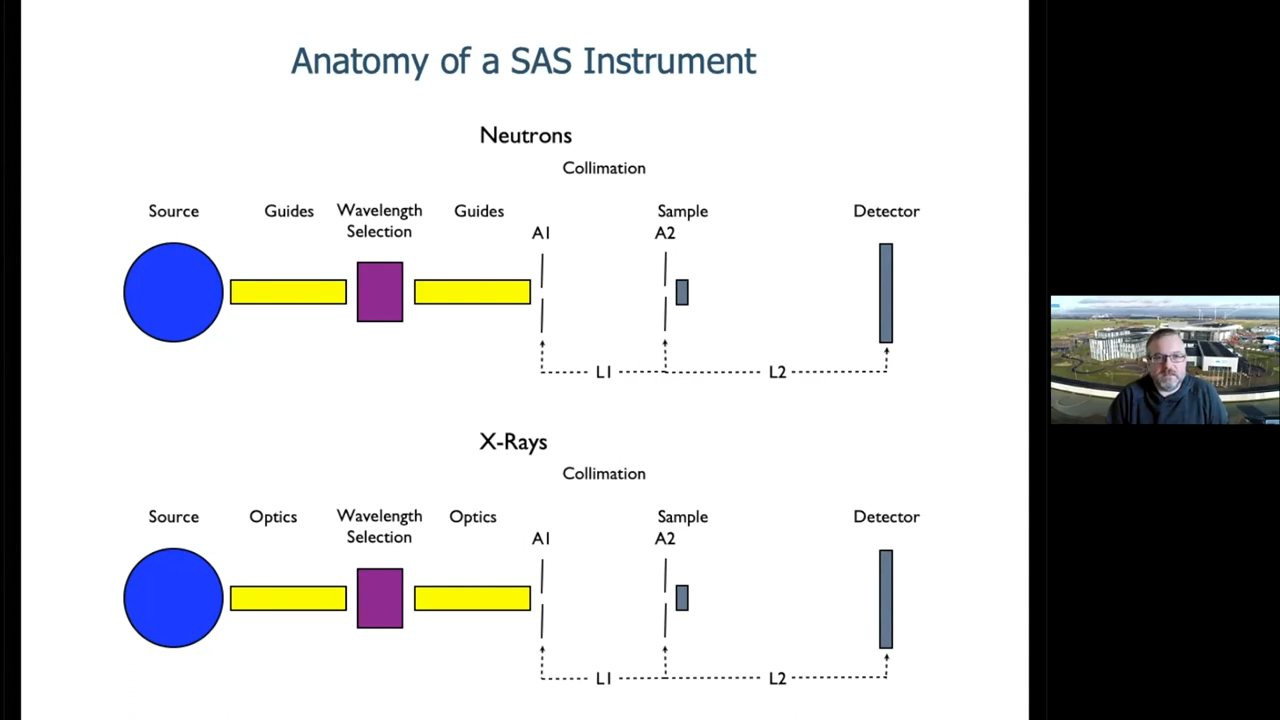 Anatomy of a SAS Instrument
Neutrons
Collimation
Source
Guides
Wavelength
Selection
Guides
A1
Sample
A2
Detector
L1
L2
X-Rays
Collimation
Source
Optics
Wavelength
Selection
Optics
A1
Sample
A2
Detector
L1
L2